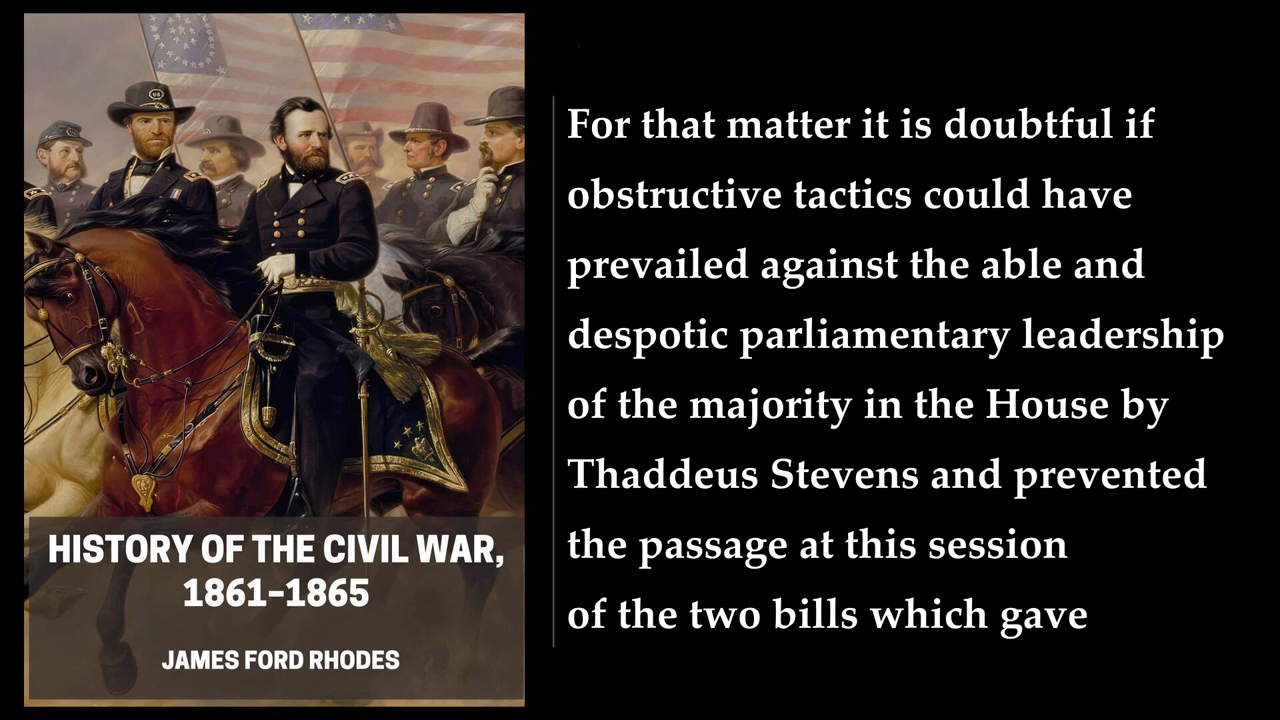 HISTORY OF THE CIVIL WAR,
1861–1865
JAMES FORD RHODES
For that matter it is doubtful if
obstructive tactics could have
prevailed against the able and
despotic parliamentary leadership
of the majority in the House by
Thaddeus Stevens and prevented
the passage at this session
of the two bills which gave